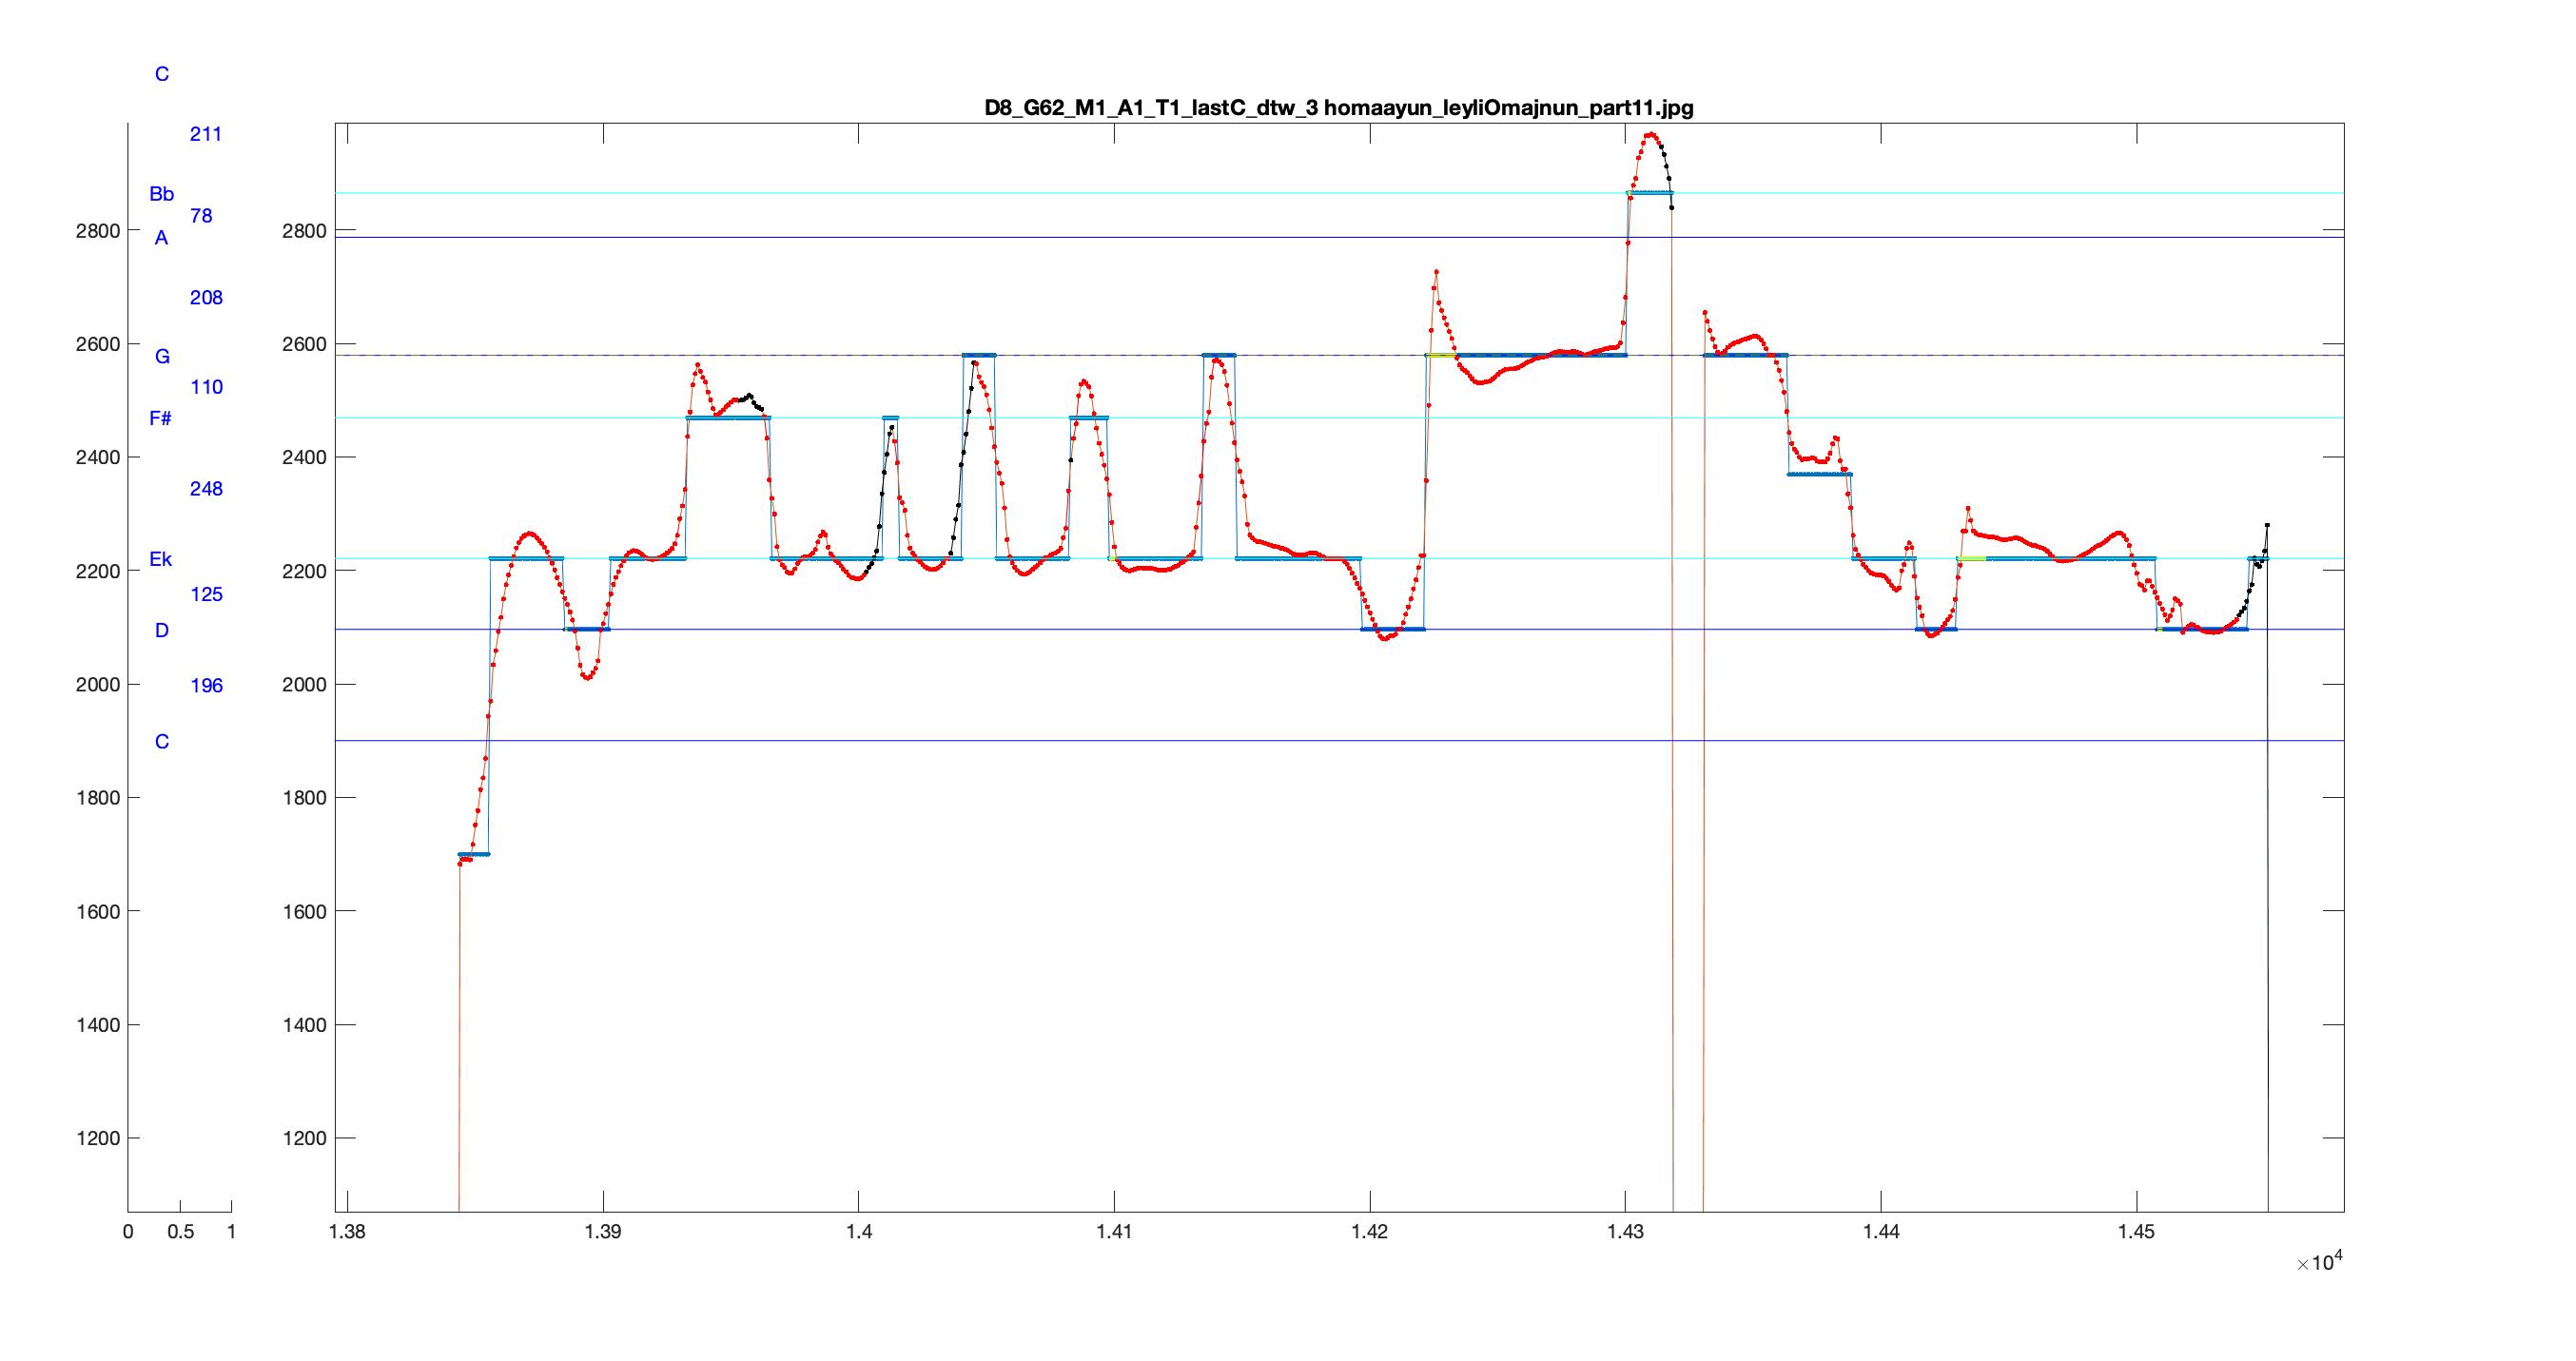 C
D8_G62_M1_A1_T1_lastC_dtw_3 homaayun_leyliOmajnun_part11.jpg
211
Bb
78
2800 A 2800
208
2600 G 2600
110
F#
2400 2400
248
Ek
2200 2200
125
D
2000 196 2000
C
1800 1800
1600 1600
1400 1400
1200 1200
0 0.5 1 1.38 1.39 1.4 1.41 1.42 1.43 1.44 1.45
×10^4